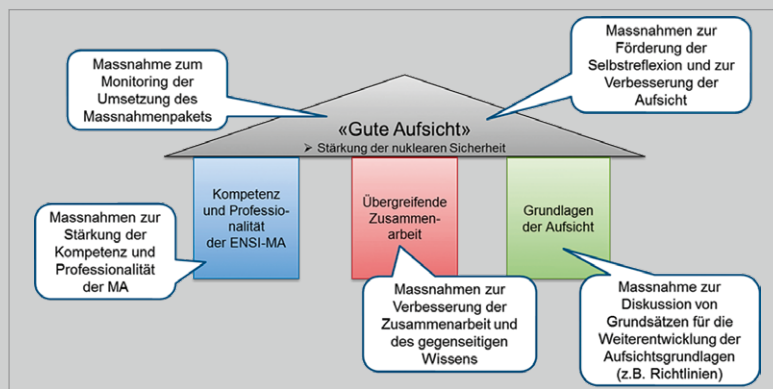 Massnahme zum
Monitoring der
Umsetzung des
Massnahmenpakets
Massnahmen zur
Förderung der
Selbstreflexion und zur
Verbesserung der
Aufsicht
«Gute Aufsicht»
➢ Stärkung der nuklearen Sicherheit
Kompetenz
und Professio-
nalität
der ENSI-MA
Übergreifende
Zusammen-
arbeit
Grundlagen
der Aufsicht
Massnahmen zur
Stärkung der
Kompetenz und
Professionalität
der MA
Massnahmen zur
Verbesserung der
Zusammenarbeit und
des gegenseitigen
Wissens
Massnahme zur
Diskussion von
Grundsätzen für die
Weiterentwicklung der
Aufsichtsgrundlagen
(z.B. Richtlinien)